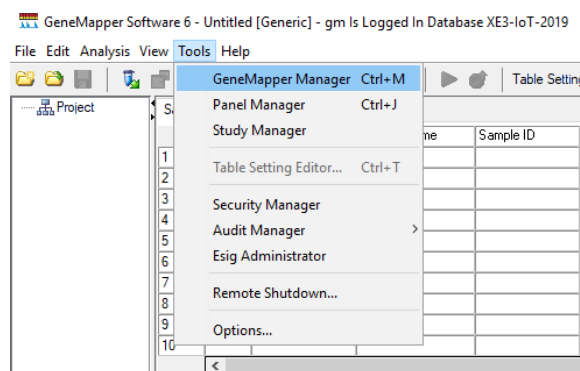 GeneMapper Software 6 - Untitled [Generic] - gm Is Logged In Database XE3-IoT-2019
File Edit Analysis View Tools Help
Table Setting
Project
GeneMapper Manager Ctrl+M
Panel Manager Ctrl+J
Study Manager
Table Setting Editor... Ctrl+T
Security Manager
Audit Manager
Esig Administrator
Remote Shutdown...
Options...
Sample ID
1
2
3
4
5
6
7
8
9
10